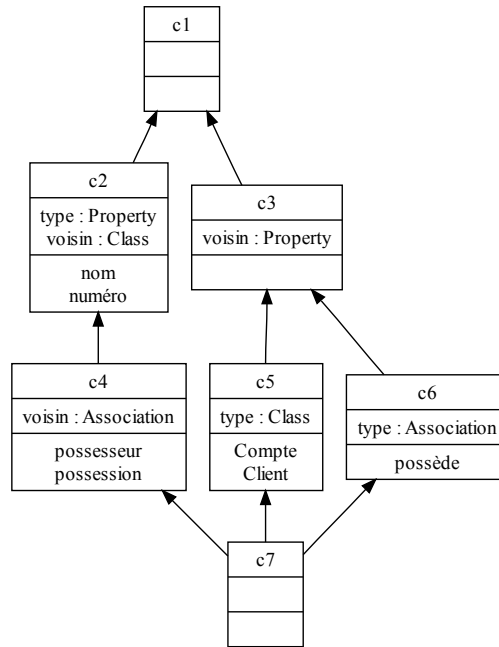 c1
c2
type : Property
voisin : Class
nom
numéro
c3
voisin : Property
c4
voisin : Association
possesseur
possession
c5
type : Class
Compte
Client
c6
type : Association
possède
c7